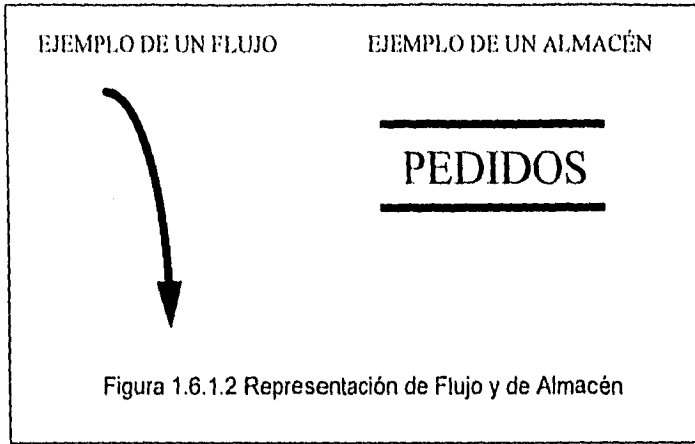 EJEMPLO DE UN FLUJO
EJEMPLO DE UN ALMACÉN
PEDIDOS
Figura 1.6.1.2 Representación de Flujo y de Almacén